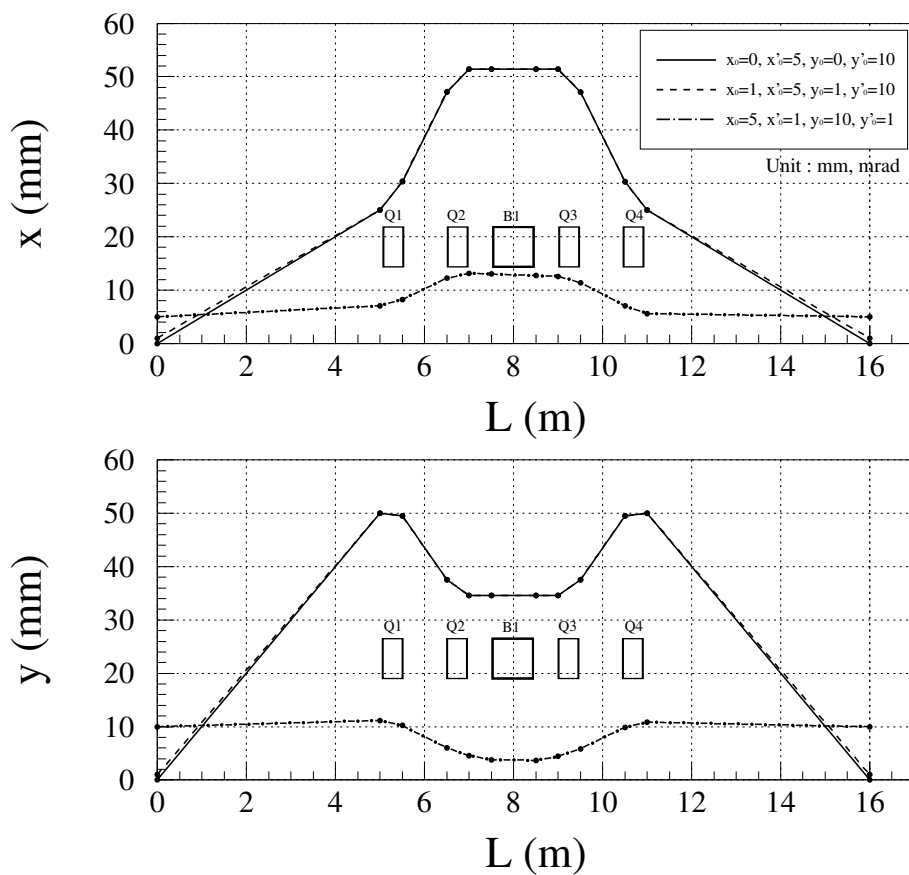 60
50
40
30
20
10
0
x (mm)
x₀=0, x'₀=5, y₀=0, y'₀=10
x₀=1, x'₀=5, y₀=1, y'₀=10
x₀=5, x'₀=1, y₀=10, y'₀=1
Unit : mm, mrad
Q1 Q2 B1 Q3 Q4
0 2 4 6 8 10 12 14 16
L (m)
60
50
40
30
20
10
0
y (mm)
Q1 Q2 B1 Q3 Q4
0 2 4 6 8 10 12 14 16
L (m)